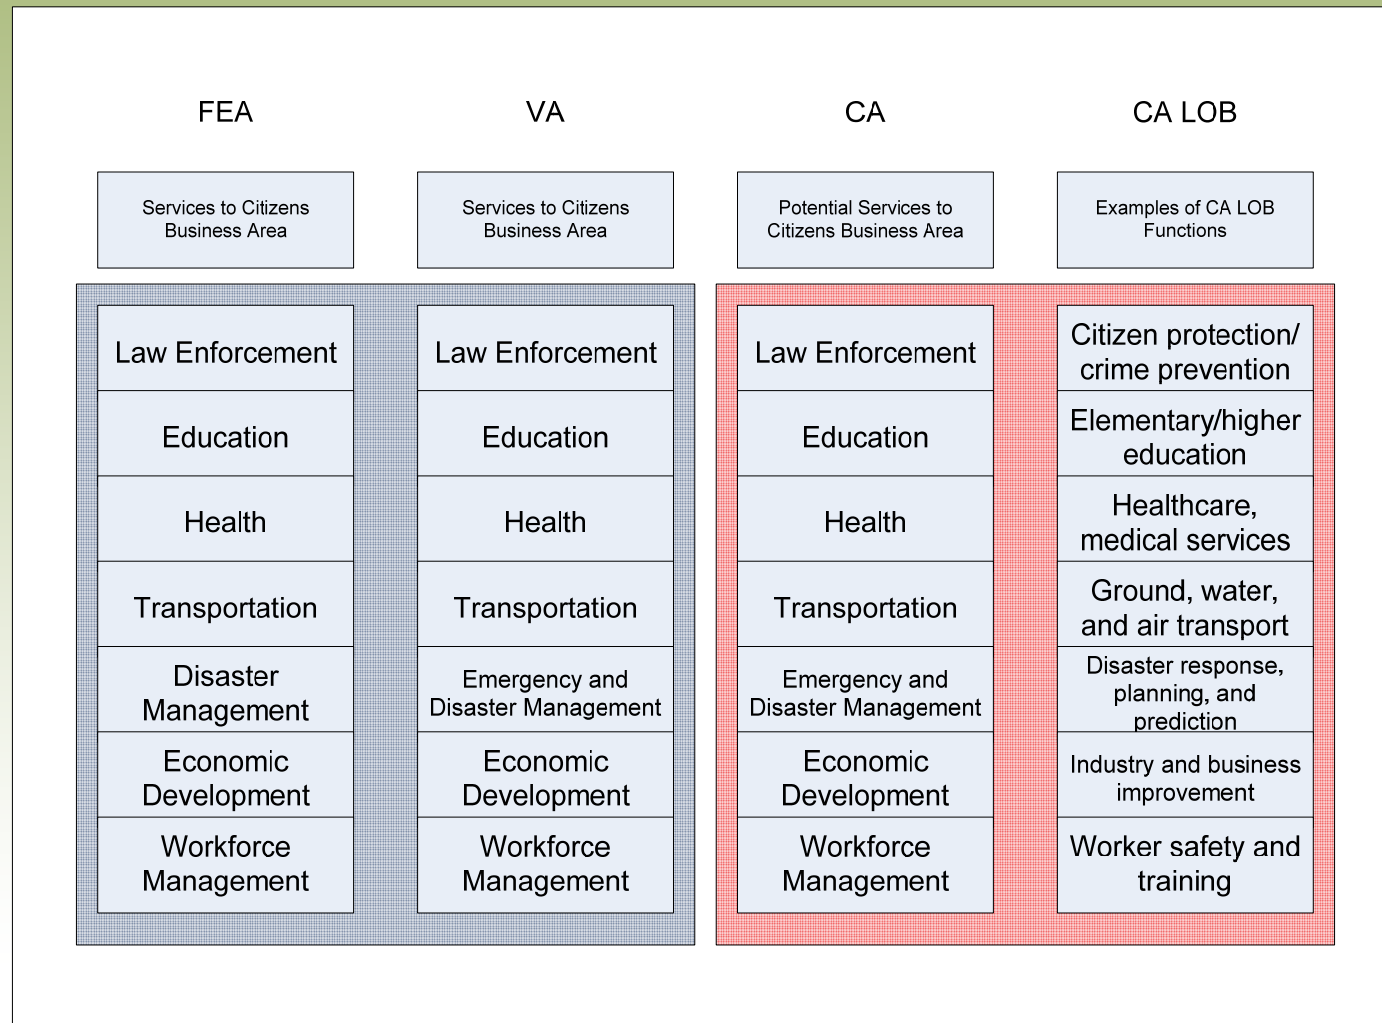 FEA
VA
CA
CA LOB
Services to Citizens
Business Area
Services to Citizens
Business Area
Potential Services to
Citizens Business Area
Examples of CA LOB
Functions
Law Enforcement
Law Enforcement
Law Enforcement
Citizen protection/
crime prevention
Education
Education
Education
Elementary/higher
education
Health
Health
Health
Healthcare,
medical services
Transportation
Transportation
Transportation
Ground, water,
and air transport
Disaster
Management
Emergency and
Disaster Management
Emergency and
Disaster Management
Disaster response,
planning, and
prediction
Economic
Development
Economic
Development
Economic
Development
Industry and business
improvement
Workforce
Management
Workforce
Management
Workforce
Management
Worker safety and
training